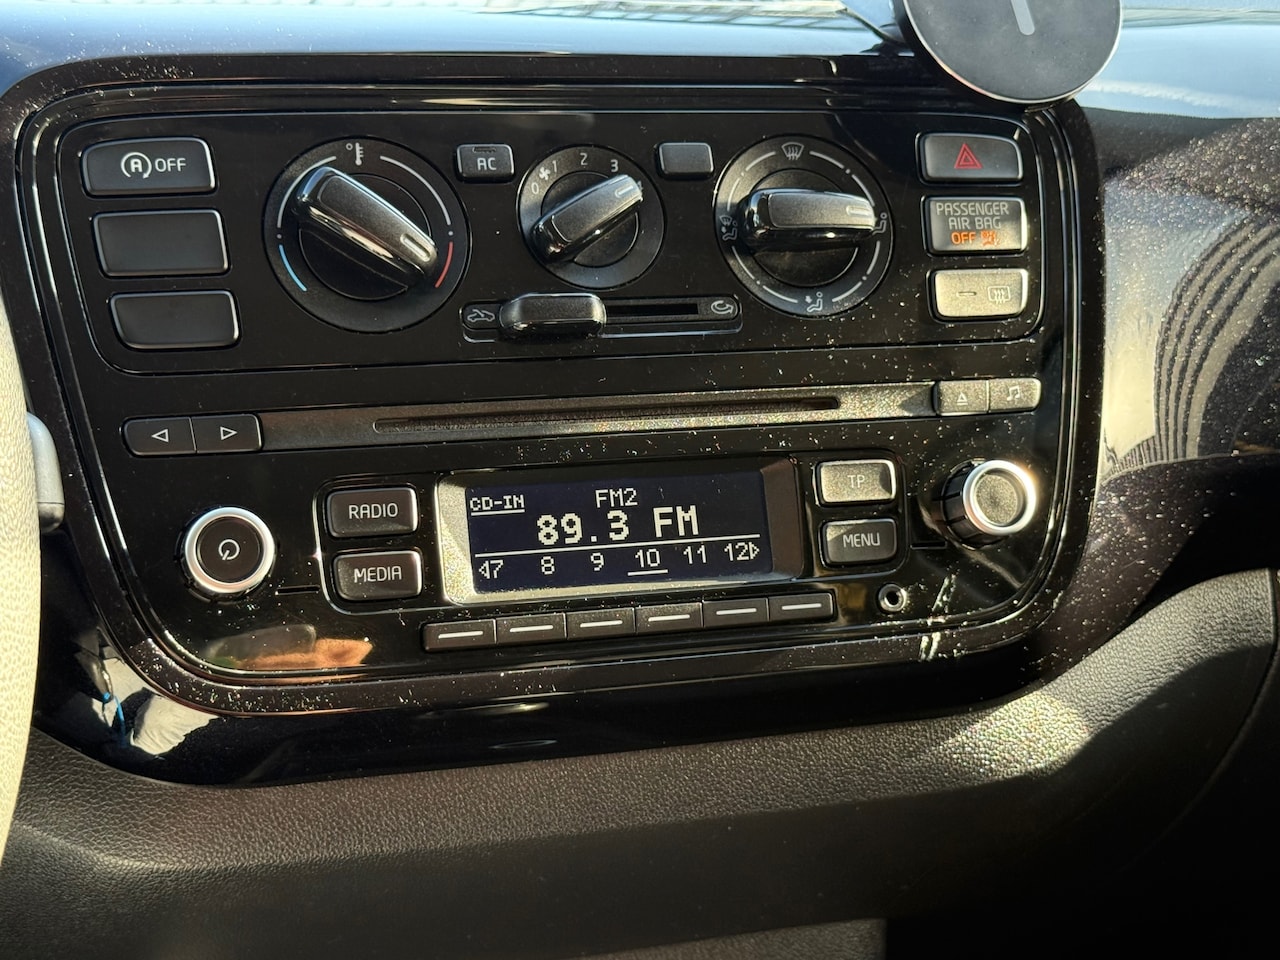 A OFF
AC
0 1 2 3
PASSENGER
AIR BAG
OFF
RADIO
MEDIA
CD-IN FM2
89.3 FM
7 8 9 10 11 12
TP
MENU